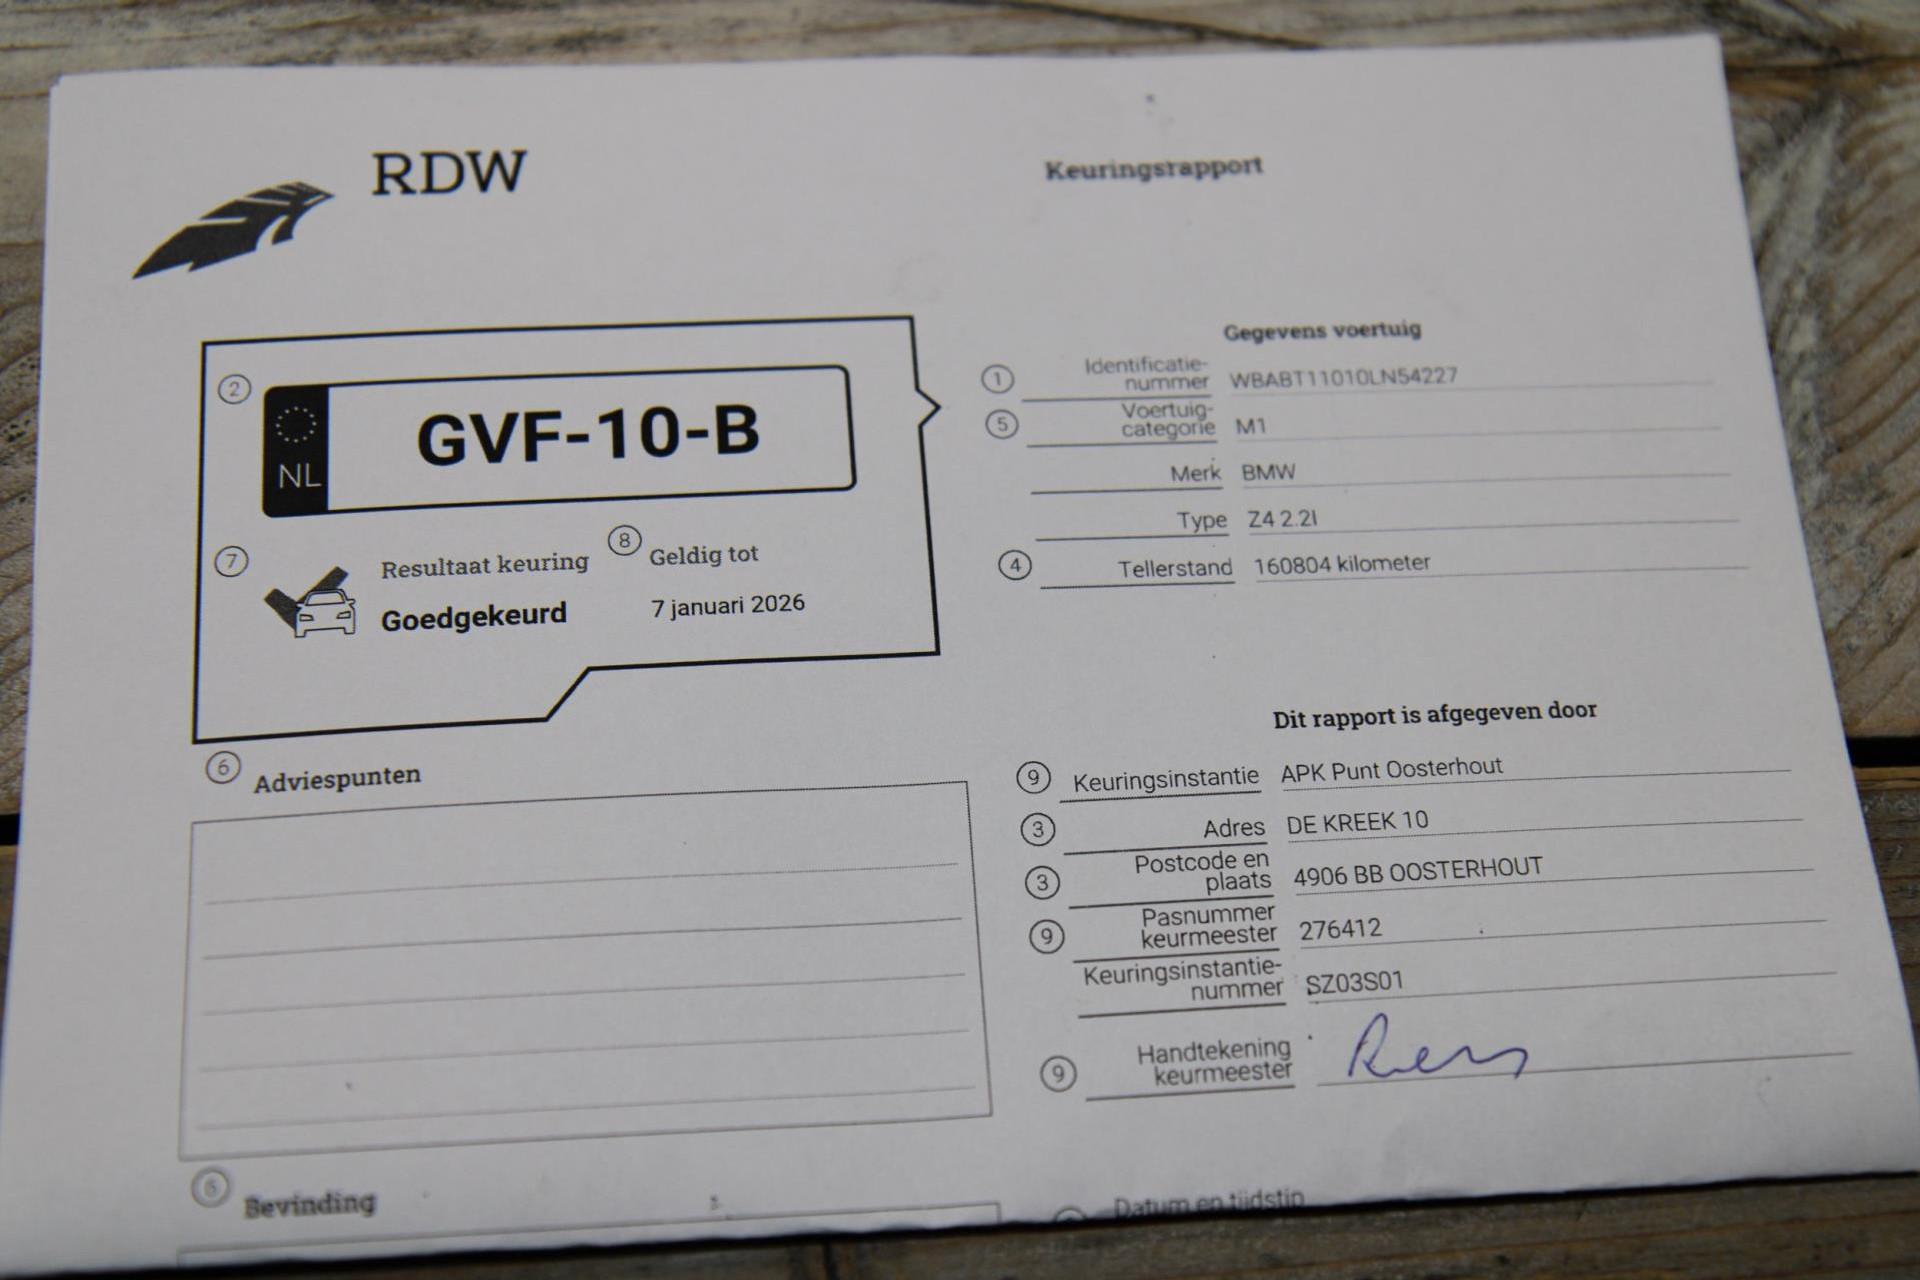 RDW
Keuringsrapport
2
NL
GVF-10-B
7
Resultaat keuring
Goedgekeurd
8
Geldig tot
7 januari 2026
Gegevens voertuig
1 Identificatie-
nummer WBABT11010LN54227
5 Voertuig-
categorie M1
Merk BMW
Type Z4 2.2I
4 Tellerstand 160804 kilometer
6 Adviespunten
Dit rapport is afgegeven door
9 Keuringsinstantie APK Punt Oosterhout
3 Adres DE KREEK 10
3 Postcode en
plaats 4906 BB OOSTERHOUT
9 Pasnummer
keurmeester 276412
Keuringsinstantie-
nummer SZ03S01
9 Handtekening
keurmeester
6 Bevinding
Datum en tijdstip